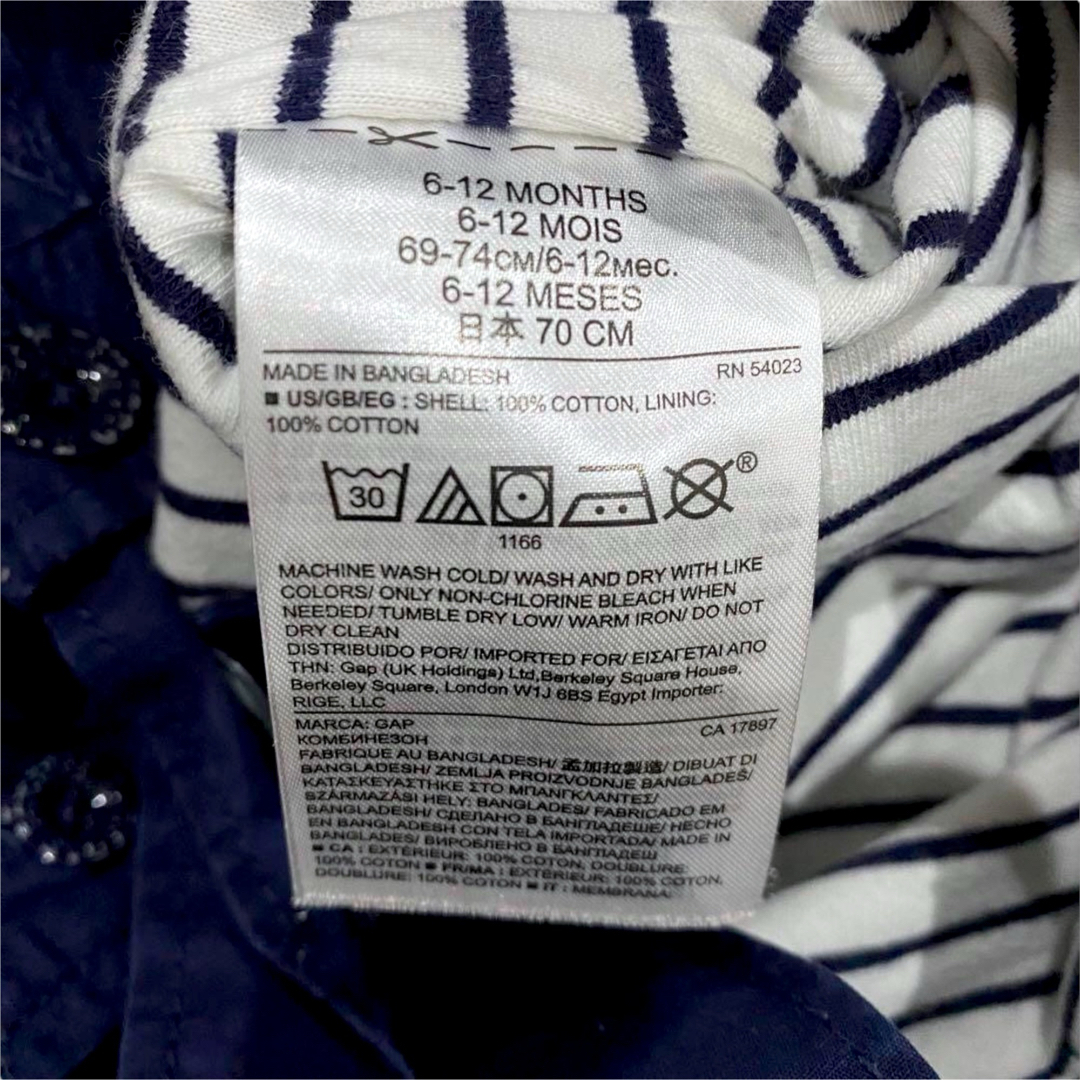 6-12 MONTHS
6-12 MOIS
69-74см/6-12мес.
6-12 MESES
日本 70 CM
MADE IN BANGLADESH RN 54023
■ US/GB/EG : SHELL: 100% COTTON, LINING:
100% COTTON
30
®
1166
MACHINE WASH COLD/ WASH AND DRY WITH LIKE
COLORS/ ONLY NON-CHLORINE BLEACH WHEN
NEEDED/ TUMBLE DRY LOW/ WARM IRON/ DO NOT
DRY CLEAN
DISTRIBUIDO POR/ IMPORTED FOR/ ΕΙΣΑΓΕΤΑΙ ΑΠΟ
ΤΗΝ: Gap (UK Holdings) Ltd,Berkeley Square House,
Berkeley Square, London W1J 6BS Egypt Importer:
RIGE, LLC
MARCA: GAP CA 17897
КОМБИНЕЗОН
FABRIQUE AU BANGLADESH/ 孟加拉製造/ DIBUAT DI
BANGLADESH/ ZEMLJA PROIZVODNJE BANGLADEŠ/
ΚΑΤΑΣΚΕΥΑΣΤΗΚΕ ΣΤΟ ΜΠΑΝΓΚΛΑΝΤΕΣ/
SZÁRMAZÁSI HELY: BANGLADES/ FABRICADO EM
BANGLADESH/ СДЕЛАНО В БАНГЛАДЕШЕ/ HECHO
EN BANGLADESH CON TELA IMPORTADA/ MADE IN
BANGLADEŠ/ ВИРОБЛЕНО В БАНГЛАДЕШ
■ CA : EXTÉRIEUR: 100% COTON, DOUBLURE:
100% COTON ■ FR/MA : EXTÉRIEUR: 100% COTON,
DOUBLURE: 100% COTON ■ IT : MEMBRANA: